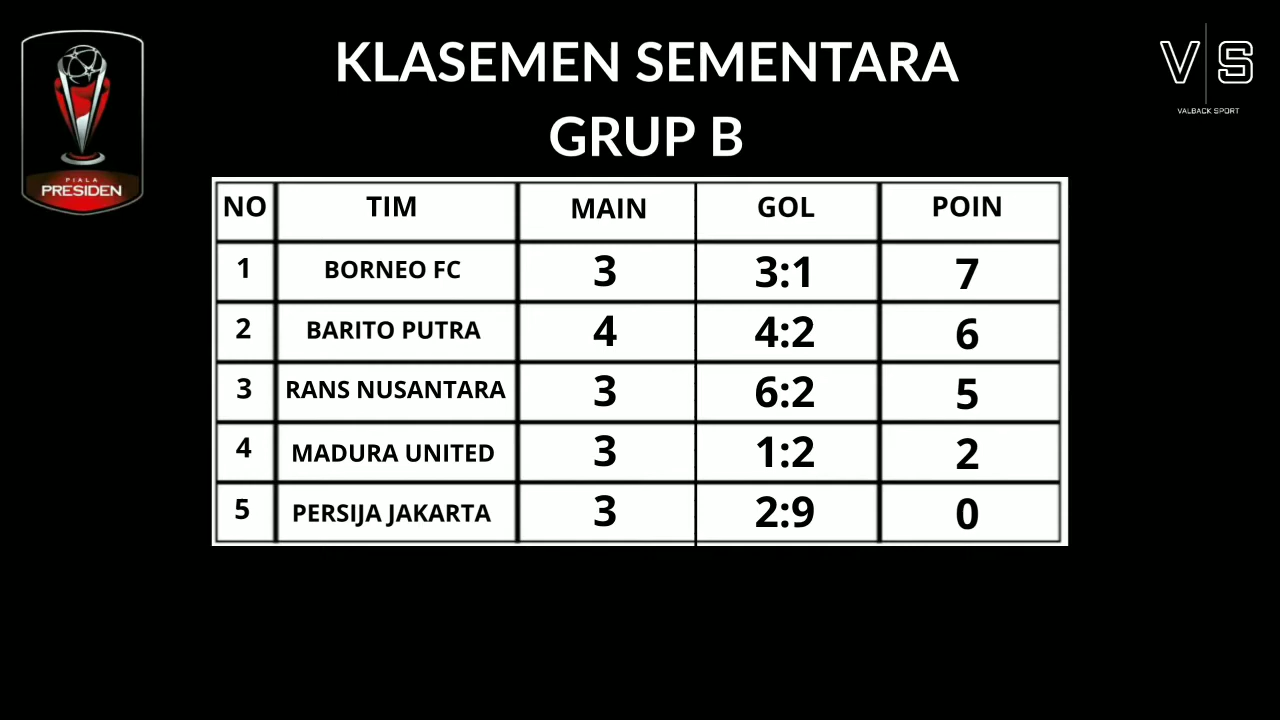 KLASEMEN SEMENTARA
GRUP B
PIALA
PRESIDEN
V S
VALBACK SPORT
NO TIM MAIN GOL POIN
1 BORNEO FC 3 3:1 7
2 BARITO PUTRA 4 4:2 6
3 RANS NUSANTARA 3 6:2 5
4 MADURA UNITED 3 1:2 2
5 PERSIJA JAKARTA 3 2:9 0